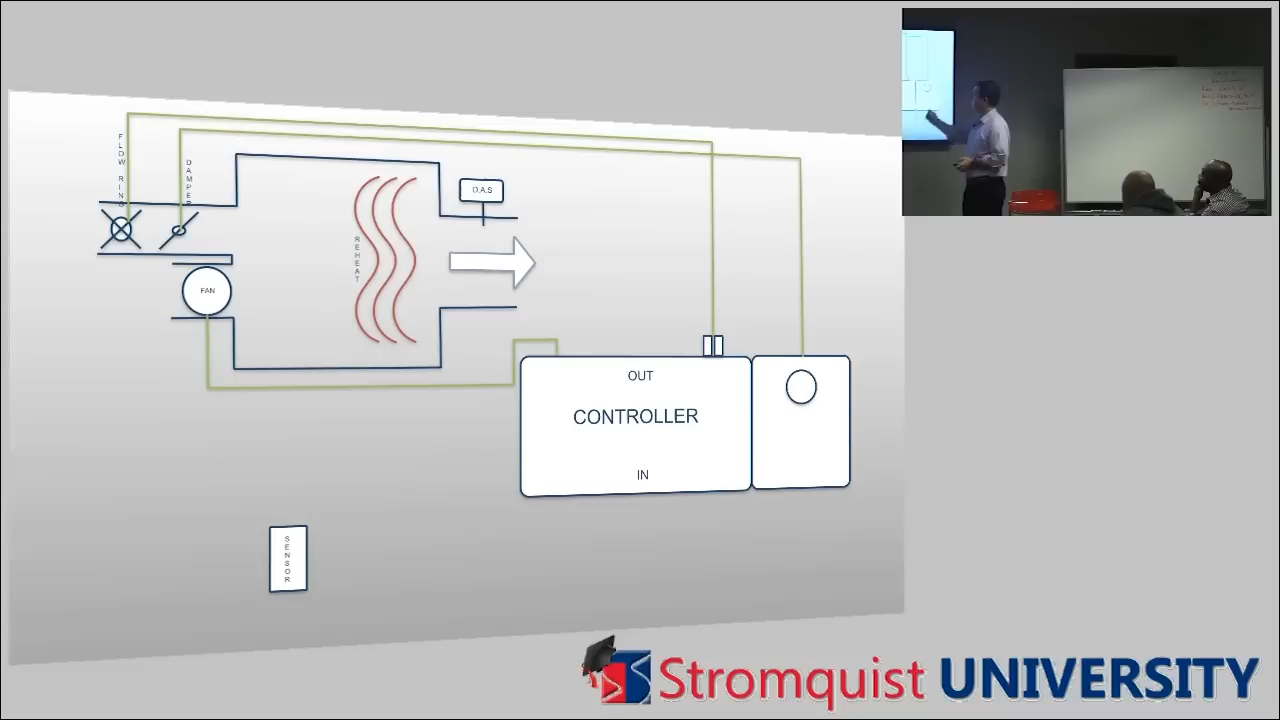 FLOW RING
DAMPER
D.A.S
REHEAT
FAN
OUT
CONTROLLER
IN
SENSOR
Stromquist UNIVERSITY